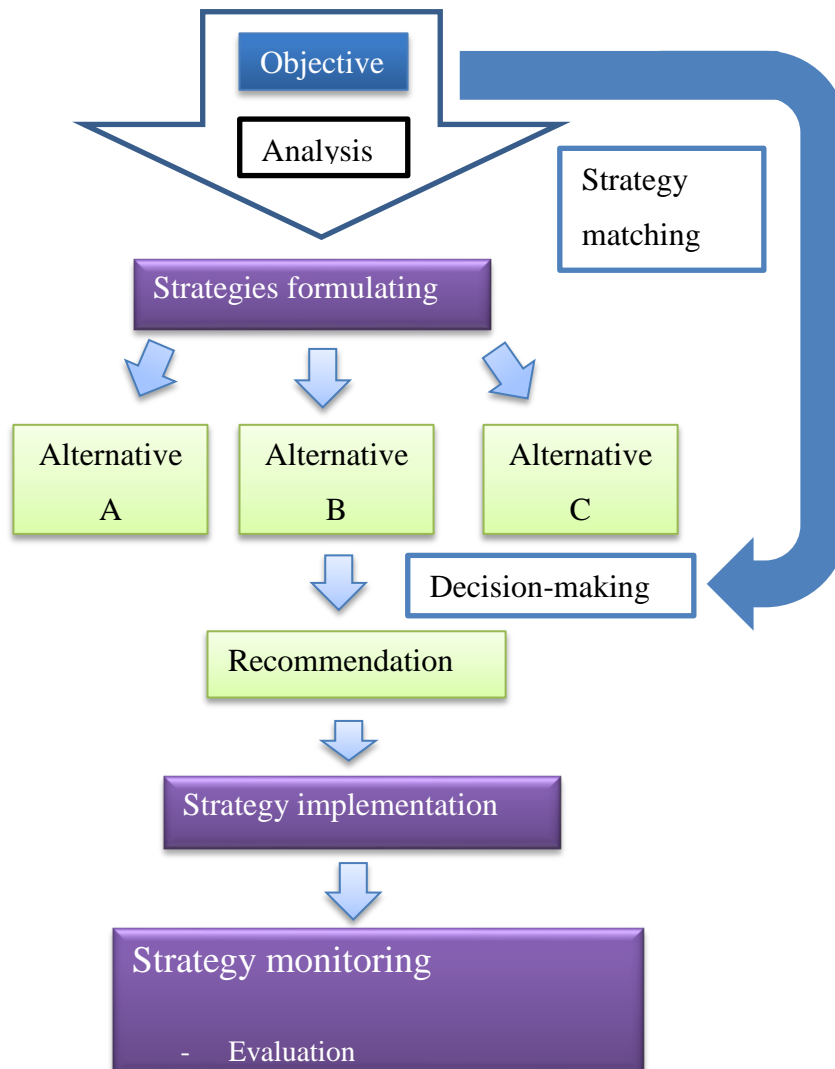 Objective
Analysis
Strategy
matching
Strategies formulating
Alternative
A
Alternative
B
Alternative
C
Decision-making
Recommendation
Strategy implementation
Strategy monitoring
- Evaluation